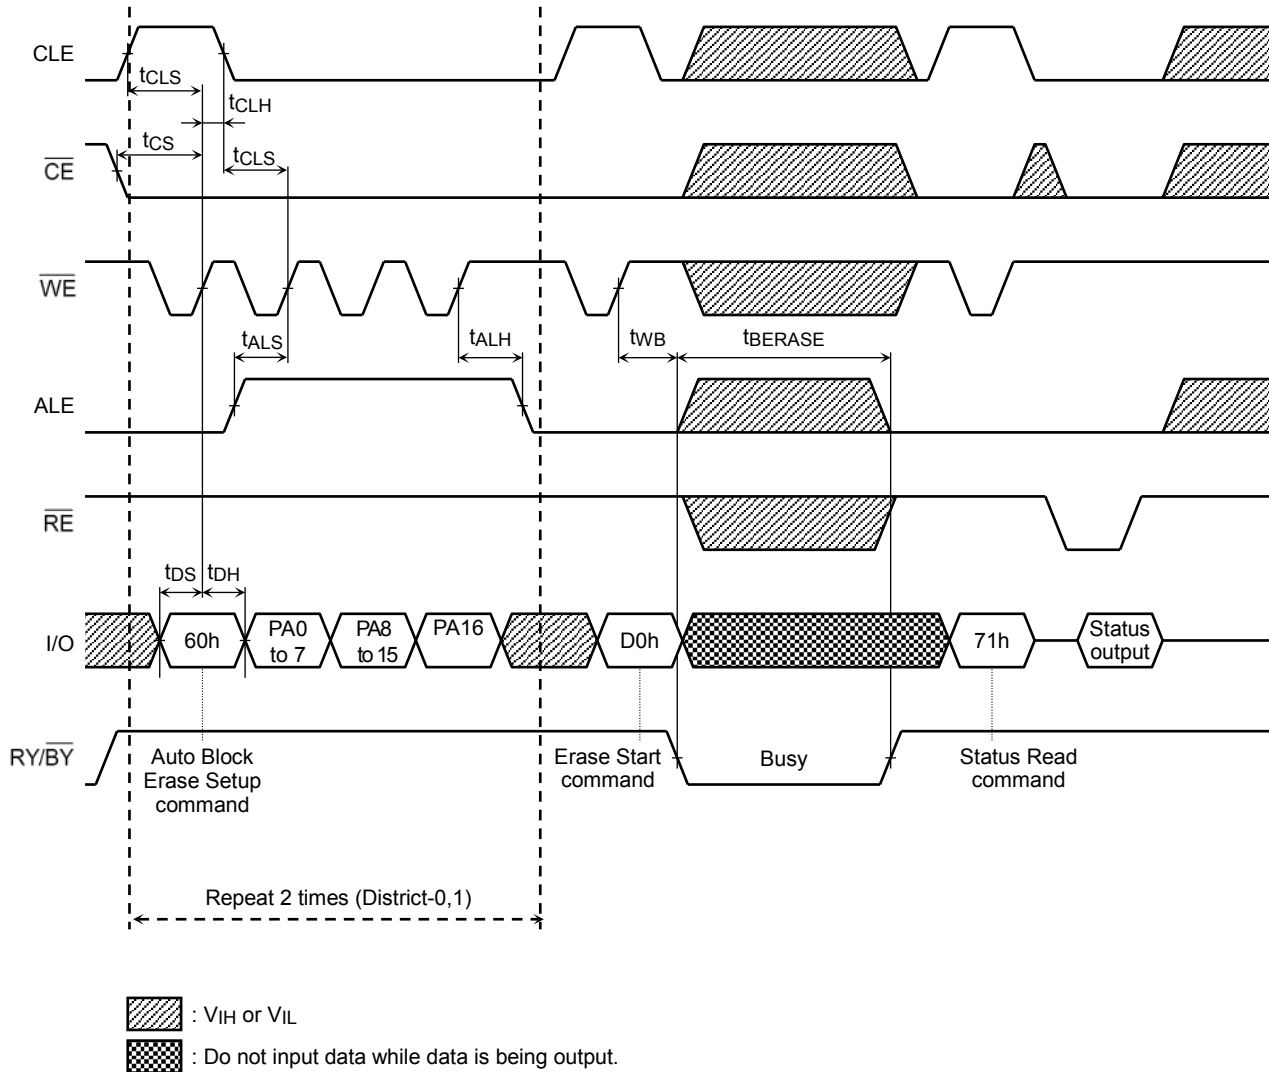 CLE
tCLS
tCLH
tCS
tCLS
CE
WE
tALS
tALH
tWB
tBERASE
ALE
RE
tDS
tDH
I/O
60h
PA0
to 7
PA8
to 15
PA16
D0h
71h
Status
output
RY/BY
Auto Block
Erase Setup
command
Erase Start
command
Busy
Status Read
command
Repeat 2 times (District-0,1)
: VIH or VIL
: Do not input data while data is being output.